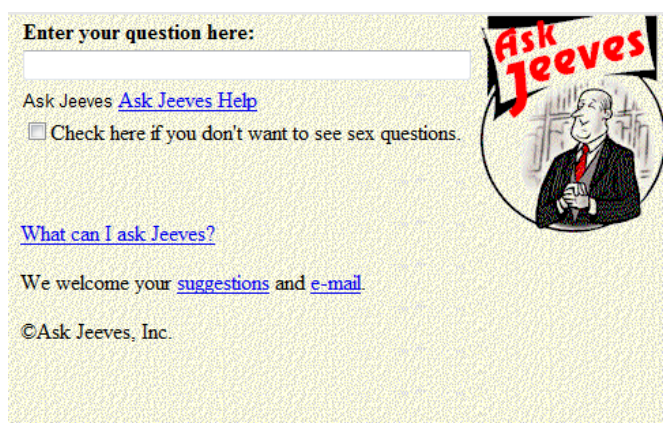 Enter your question here:
Ask
Jeeves
Ask Jeeves Ask Jeeves Help
Check here if you don't want to see sex questions.
What can I ask Jeeves?
We welcome your suggestions and e-mail.
©Ask Jeeves, Inc.